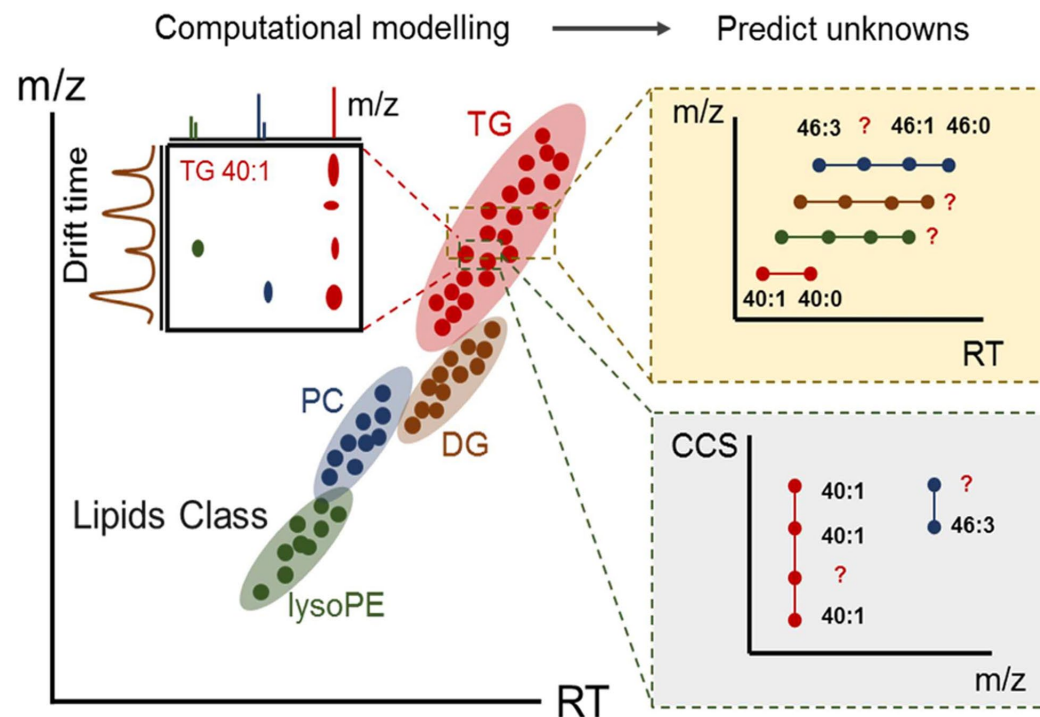 Computational modelling
Predict unknowns
m/z
m/z
TG 40:1
Drift time
TG
PC
DG
Lipids Class
lysoPE
RT
m/z
46:3 ? 46:1 46:0
?
?
40:1 40:0
RT
CCS
40:1
?
40:1
46:3
?
40:1
m/z